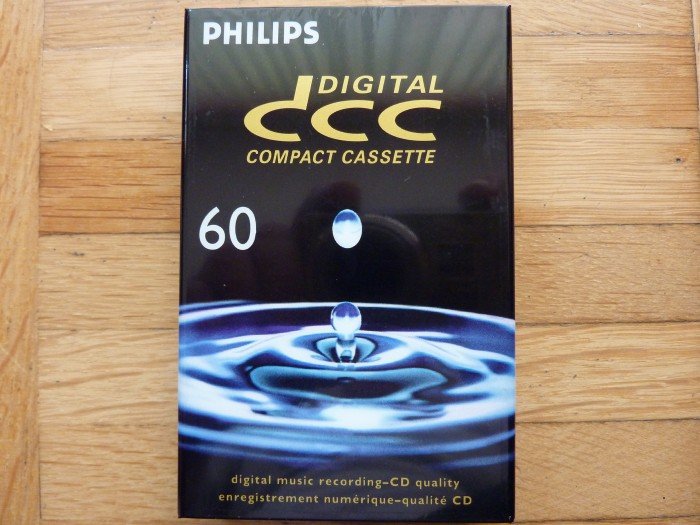 PHILIPS
DIGITAL
dcc
COMPACT CASSETTE
60
digital music recording–CD quality
enregistrement numérique–qualité CD